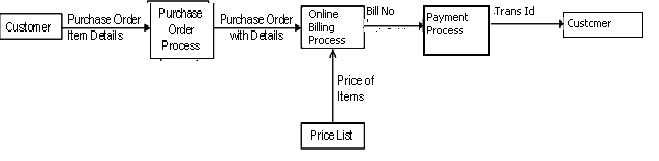 Customer
Purchase Order
Item Details
Purchase
Order
Process
Purchase Order
with Details
Online
Billing
Process
Bill No
Payment
Process
Trans Id
Custcmer
Price of
Items
Price List